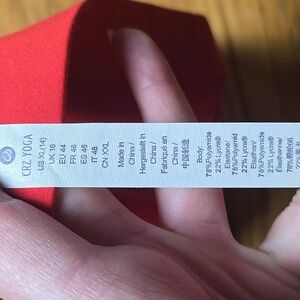 CRZ YOGA
US XL(14)
UK 16
EU 44
FR 46
ES 46
IT 48
CN XXL
Made in
China /
Hergestellt in
China /
Fabriqué en
Chine /
中国制造
Body:
78%Polyamide
22% Lycra®
Elastane/
78%Polyamid
22% Lycra®
Elasthan/
78%Polyamide
22% Lycra®
Élasthanne/